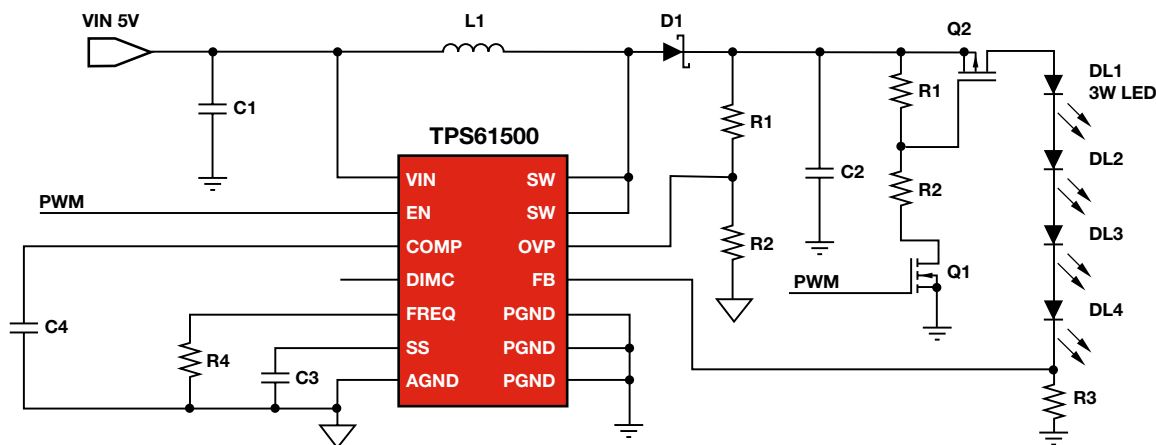 VIN 5V
L1
D1
Q2
DL1
3W LED
C1
R1
R1
TPS61500
DL2
C2
R2
VIN
SW
PWM
EN
SW
COMP
OVP
R2
DL3
DIMC
FB
PWM
Q1
FREQ
PGND
DL4
C4
R4
SS
PGND
C3
AGND
PGND
R3